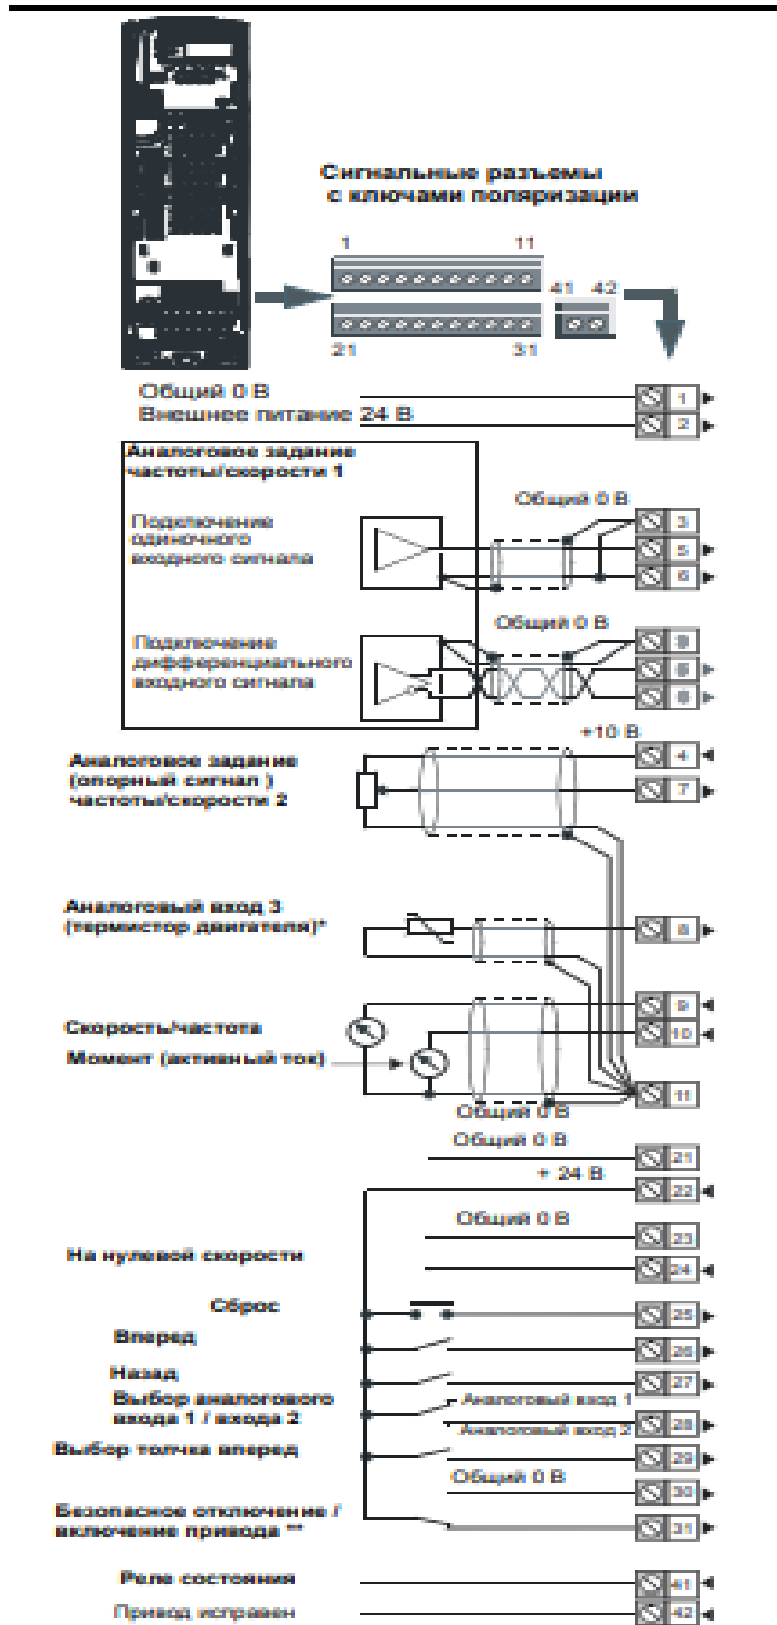 Сигнальные разъемы
с ключами поляризации
1 11
41 42
21 31
Общий 0 В
1
Внешнее питание 24 В
2
Аналоговое задание
частоты/скорости 1
Общий 0 В
Подключение
одиночного
входного сигнала
3
5
6
Общий 0 В
Подключение
дифференциального
входного сигнала
3
5
6
+10 В
Аналоговое задание
(опорный сигнал )
частоты/скорости 2
4
7
Аналоговый вход 3
(термистор двигателя)*
8
9
Скорость/частота
10
Момент (активный ток)
11
Общий 0 В
Общий 0 В
21
+ 24 В
22
Общий 0 В
23
На нулевой скорости
24
Сброс
25
Вперед
26
Назад
27
Выбор аналогового
входа 1 / входа 2
Аналоговый вход 1
Аналоговый вход 2
28
Выбор толчка вперед
29
Общий 0 В
30
Безопасное отключение /
включение привода **
31
Реле состояния
41
Привод исправен
42